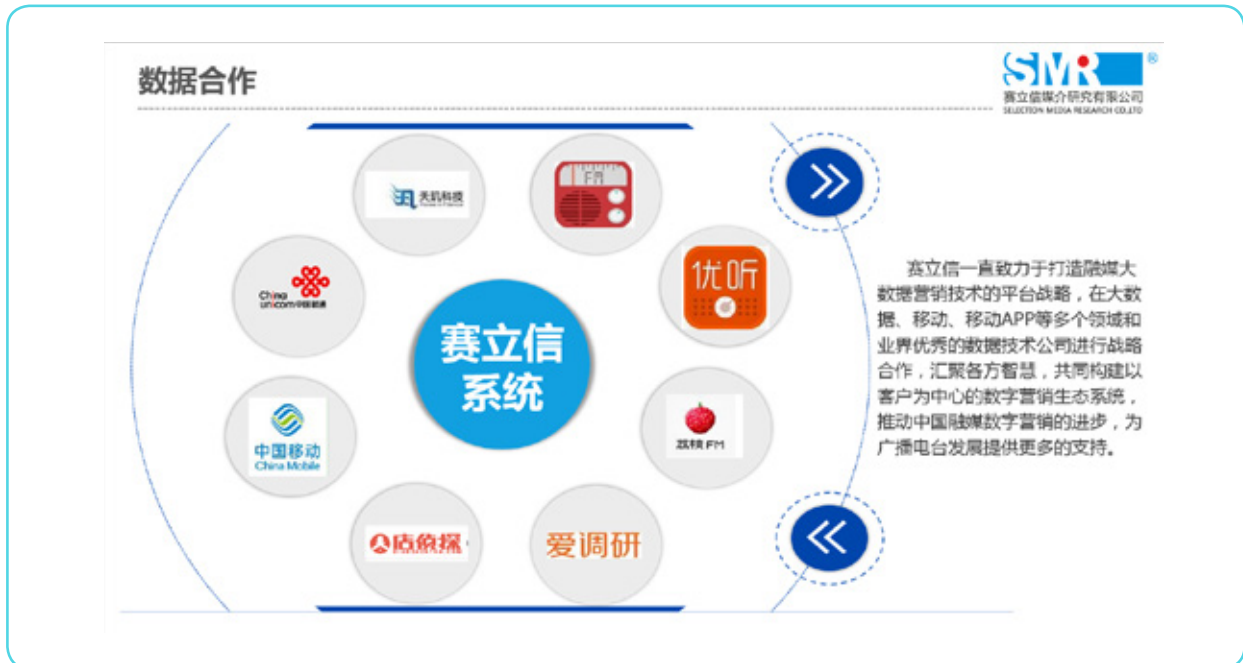 数据合作
SMR®
赛立信媒介研究有限公司
SELECTION MEDIA RESEARCH CO.,LTD
天玑科技
FM
China
unicom中国联通
优听
赛立信
系统
赛立信一直致力于打造融媒大
数据营销技术的平台战略，在大数
据、移动、移动APP等多个领域和
业界优秀的数据技术公司进行战略
合作，汇聚各方智慧，共同构建以
客户为中心的数字营销生态系统，
推动中国融媒数字营销的进步，为
广播电台发展提供更多的支持。
中国移动
China Mobile
荔枝FM
店侦探
爱调研